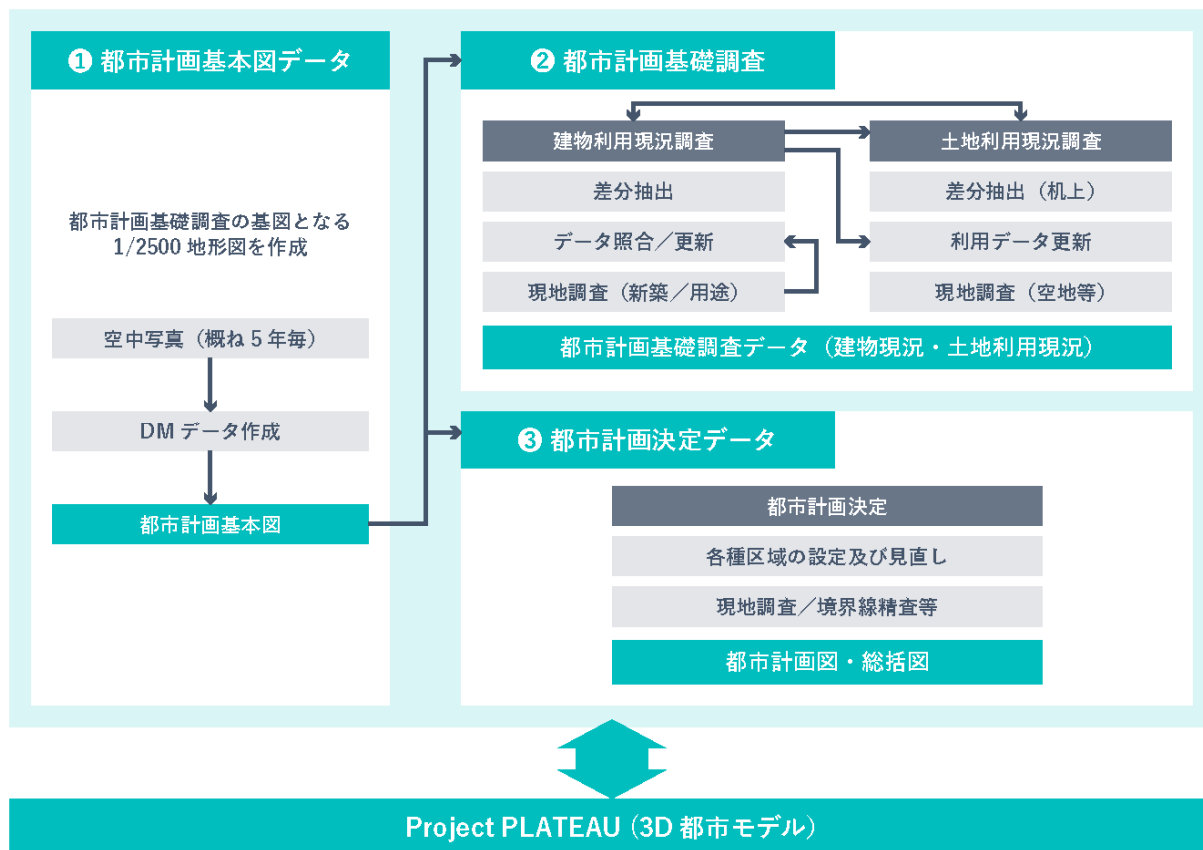 ❶ 都市計画基本図データ
都市計画基礎調査の基図となる
1/2500 地形図を作成
空中写真（概ね 5 年毎）
DM データ作成
都市計画基本図
❷ 都市計画基礎調査
建物利用現況調査
差分抽出
データ照合／更新
現地調査（新築／用途）
土地利用現況調査
差分抽出（机上）
利用データ更新
現地調査（空地等）
都市計画基礎調査データ（建物現況・土地利用現況）
❸ 都市計画決定データ
都市計画決定
各種区域の設定及び見直し
現地調査／境界線精査等
都市計画図・総括図
Project PLATEAU（3D 都市モデル）